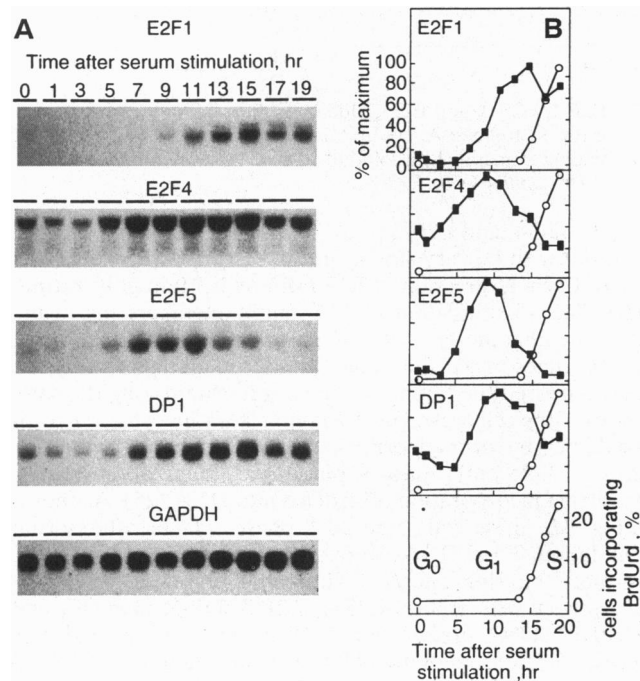 A
E2F1
Time after serum stimulation, hr
0 1 3 5 7 9 11 13 15 17 19
E2F4
E2F5
DP1
GAPDH
B
E2F1
% of maximum
100
80
60
40
20
0
E2F4
E2F5
DP1
G0 G1 S
20
10
0
cells incorporating
BrdUrd, %
0 5 10 15 20
Time after serum
stimulation ,hr